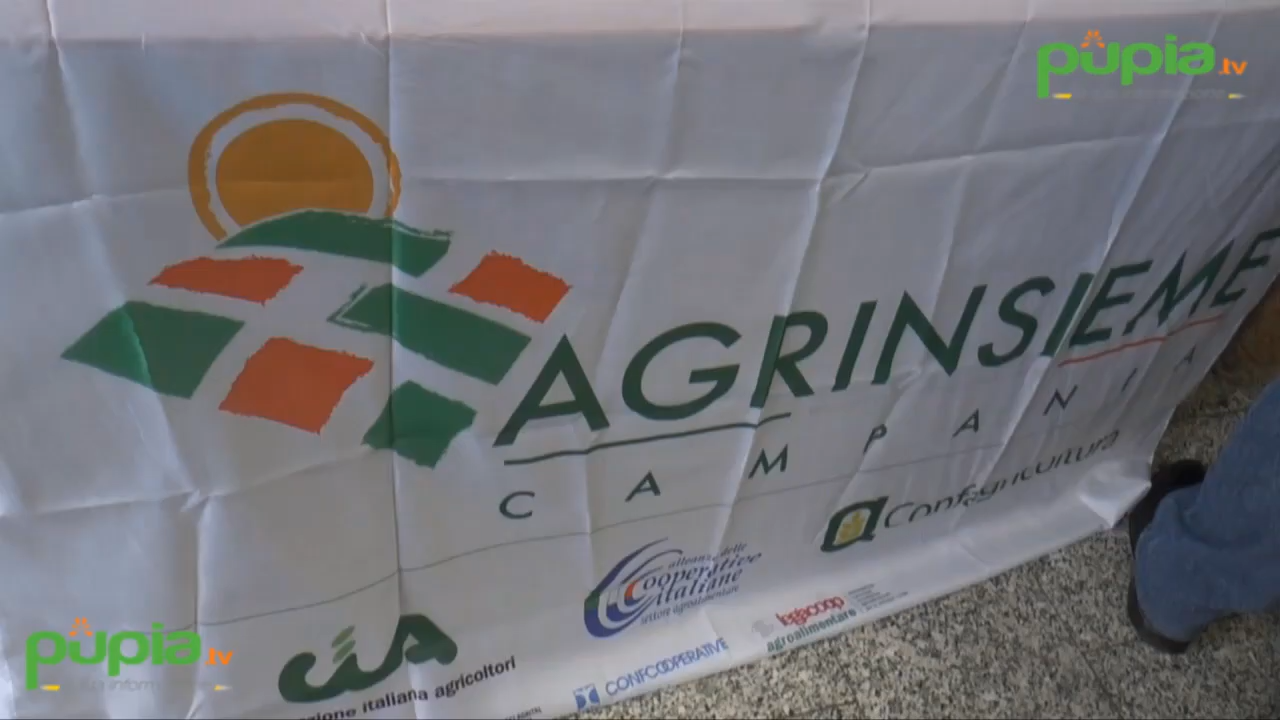 pupia.tv
AGRINSIEME
CAMPANIA
Confagricoltura
alleanza delle
Cooperative
italiane
settore agroalimentare
legacoop
agroalimentare
CIA
italiana agricoltori
CONFCOOPERATIVE
pupia.tv